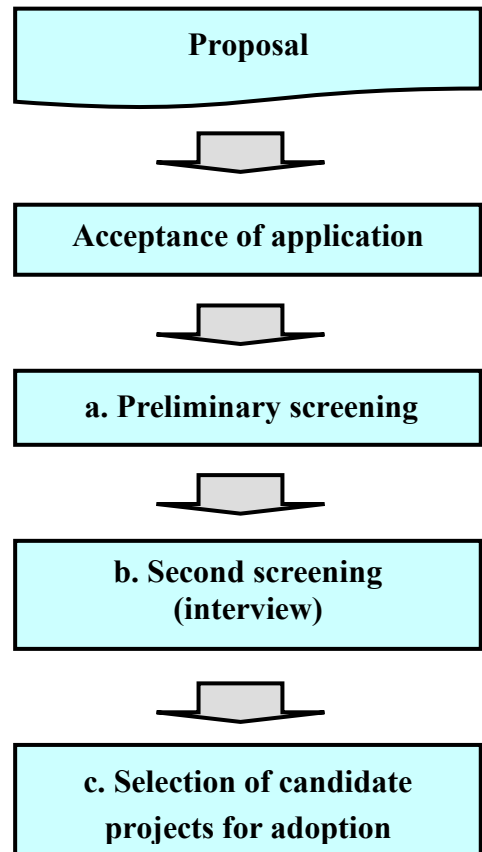 Proposal
Acceptance of application
a. Preliminary screening
b. Second screening
(interview)
c. Selection of candidate
projects for adoption